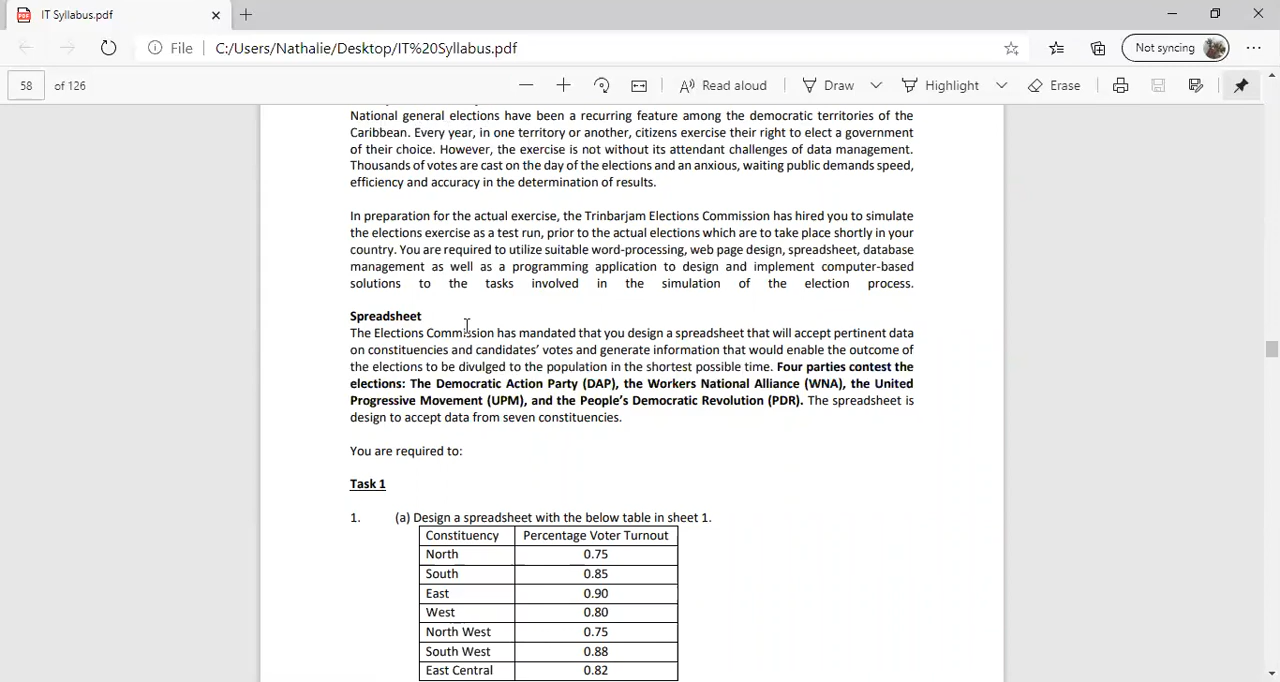 IT Syllabus.pdf
File | C:/Users/Nathalie/Desktop/IT%20Syllabus.pdf
Not syncing
58 of 126
Read aloud
Draw
Highlight
Erase
National general elections have been a recurring feature among the democratic territories of the
Caribbean. Every year, in one territory or another, citizens exercise their right to elect a government
of their choice. However, the exercise is not without its attendant challenges of data management.
Thousands of votes are cast on the day of the elections and an anxious, waiting public demands speed,
efficiency and accuracy in the determination of results.
In preparation for the actual exercise, the Trinbarjam Elections Commission has hired you to simulate
the elections exercise as a test run, prior to the actual elections which are to take place shortly in your
country. You are required to utilize suitable word-processing, web page design, spreadsheet, database
management as well as a programming application to design and implement computer-based
solutions to the tasks involved in the simulation of the election process.
Spreadsheet
The Elections Commission has mandated that you design a spreadsheet that will accept pertinent data
on constituencies and candidates’ votes and generate information that would enable the outcome of
the elections to be divulged to the population in the shortest possible time. Four parties contest the
elections: The Democratic Action Party (DAP), the Workers National Alliance (WNA), the United
Progressive Movement (UPM), and the People’s Democratic Revolution (PDR). The spreadsheet is
design to accept data from seven constituencies.
You are required to:
Task 1
1. (a) Design a spreadsheet with the below table in sheet 1.
Constituency Percentage Voter Turnout
North 0.75
South 0.85
East 0.90
West 0.80
North West 0.75
South West 0.88
East Central 0.82